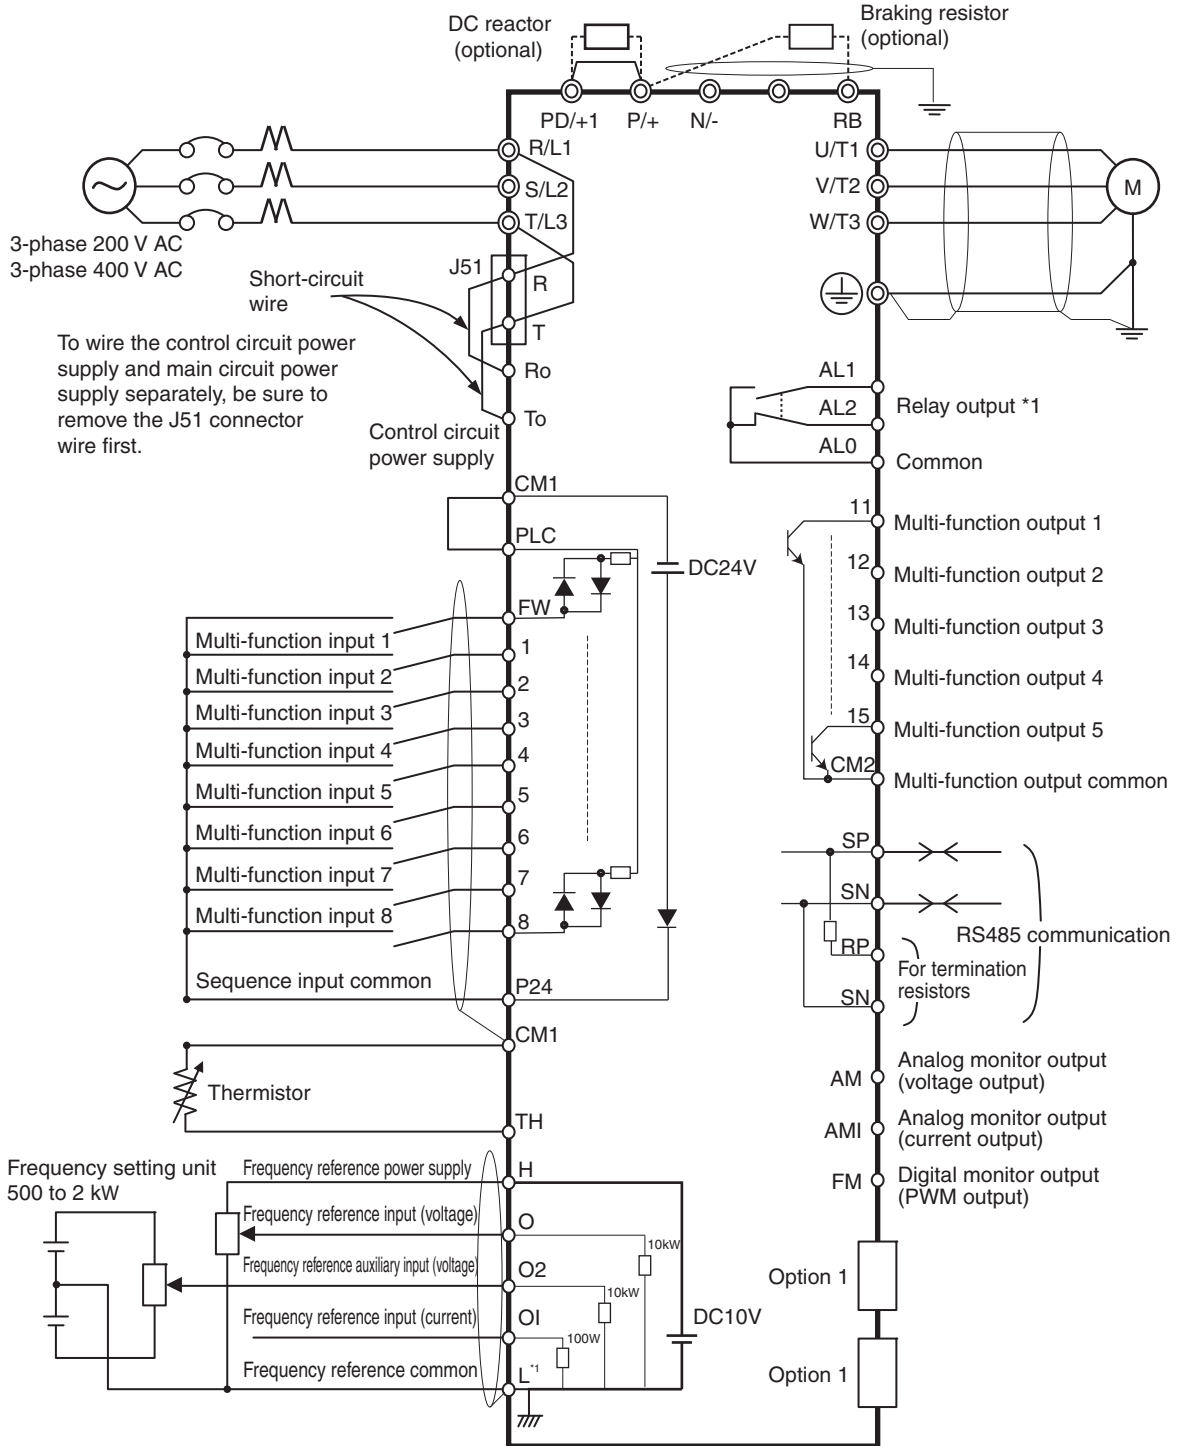 DC reactor
(optional)
Braking resistor
(optional)
PD/+1
P/+
N/-
RB
R/L1
S/L2
T/L3
U/T1
V/T2
W/T3
M
3-phase 200 V AC
3-phase 400 V AC
J51
R
T
Short-circuit
wire
To wire the control circuit power
supply and main circuit power
supply separately, be sure to
remove the J51 connector
wire first.
Ro
To
Control circuit
power supply
AL1
AL2
Relay output *1
AL0
Common
CM1
PLC
DC24V
FW
Multi-function input 1
1
Multi-function input 2
2
Multi-function input 3
3
Multi-function input 4
4
Multi-function input 5
5
Multi-function input 6
6
Multi-function input 7
7
Multi-function input 8
8
Sequence input common
P24
CM1
Thermistor
TH
11
Multi-function output 1
12
Multi-function output 2
13
Multi-function output 3
14
Multi-function output 4
15
Multi-function output 5
CM2
Multi-function output common
SP
SN
RS485 communication
RP
For termination
resistors
SN
AM
Analog monitor output
(voltage output)
AMI
Analog monitor output
(current output)
FM
Digital monitor output
(PWM output)
Frequency setting unit
500 to 2 kW
Frequency reference power supply
H
Frequency reference input (voltage)
O
10kW
Frequency reference auxiliary input (voltage)
O2
10kW
Frequency reference input (current)
OI
100W
DC10V
Frequency reference common
L*1
Option 1
Option 1